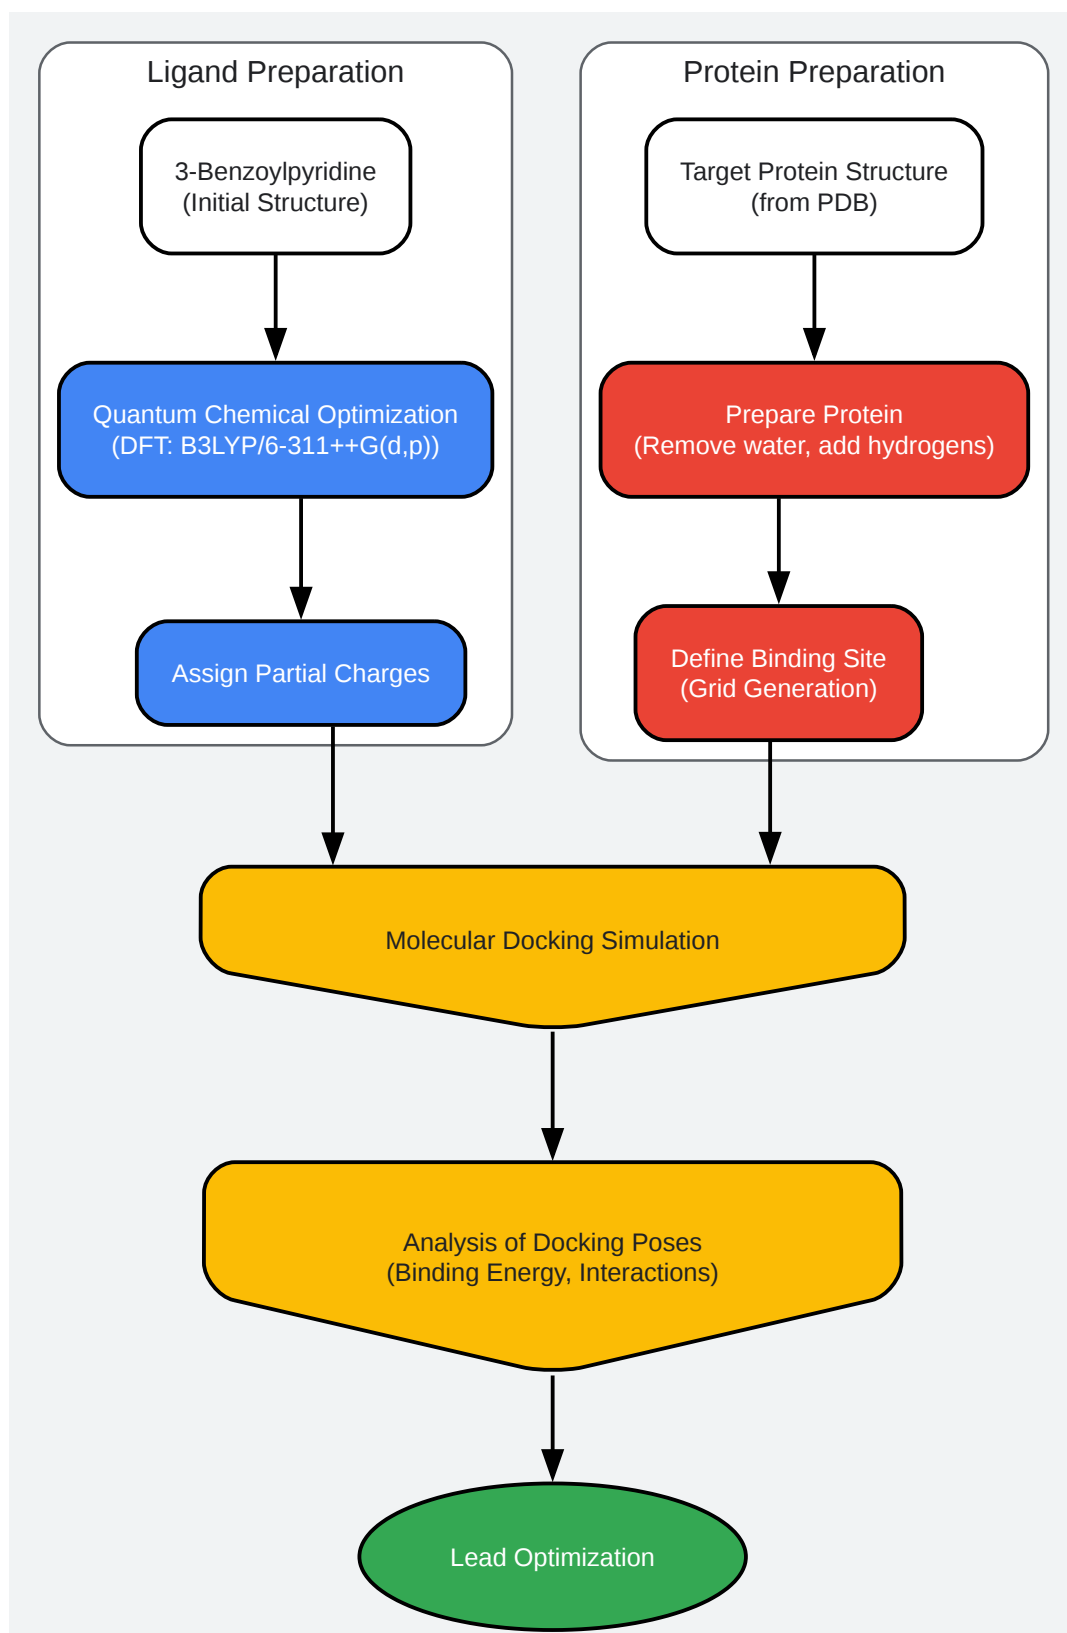 Ligand Preparation
3-Benzoylpyridine
(Initial Structure)
Quantum Chemical Optimization
(DFT: B3LYP/6-311++G(d,p))
Assign Partial Charges
Protein Preparation
Target Protein Structure
(from PDB)
Prepare Protein
(Remove water, add hydrogens)
Define Binding Site
(Grid Generation)
Molecular Docking Simulation
Analysis of Docking Poses
(Binding Energy, Interactions)
Lead Optimization